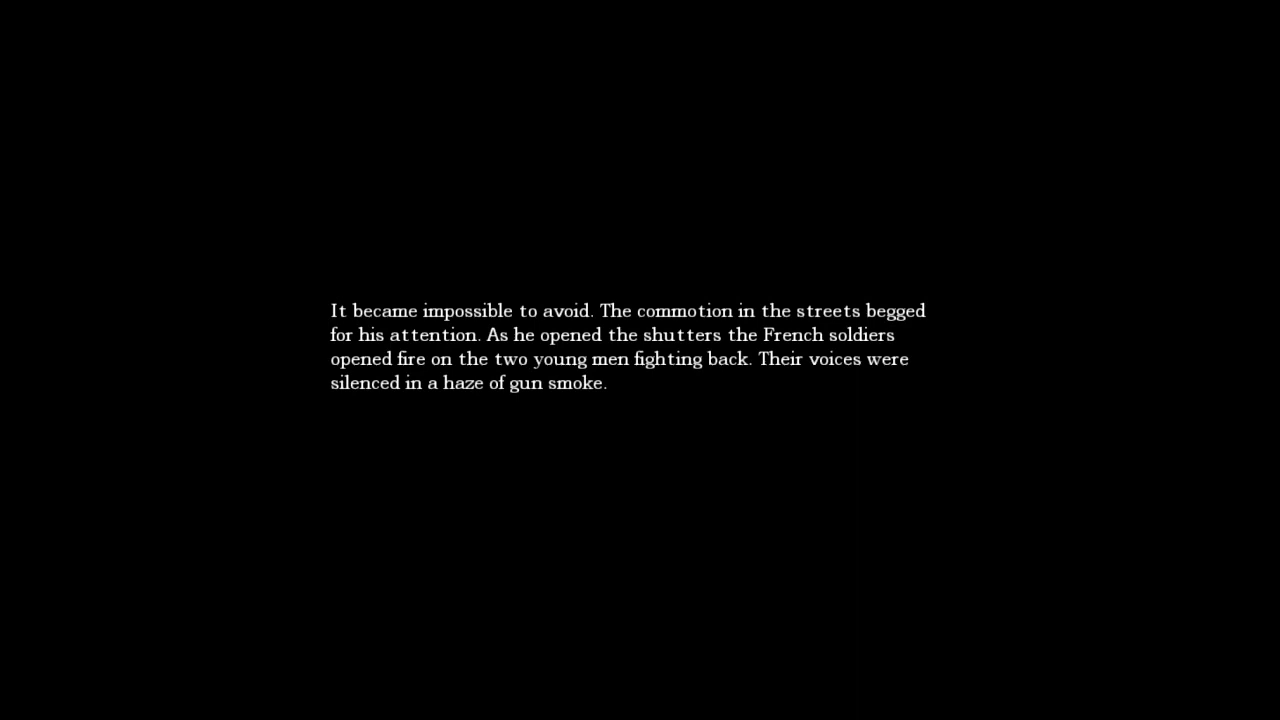 It became impossible to avoid. The commotion in the streets begged
for his attention. As he opened the shutters the French soldiers
opened fire on the two young men fighting back. Their voices were
silenced in a haze of gun smoke.